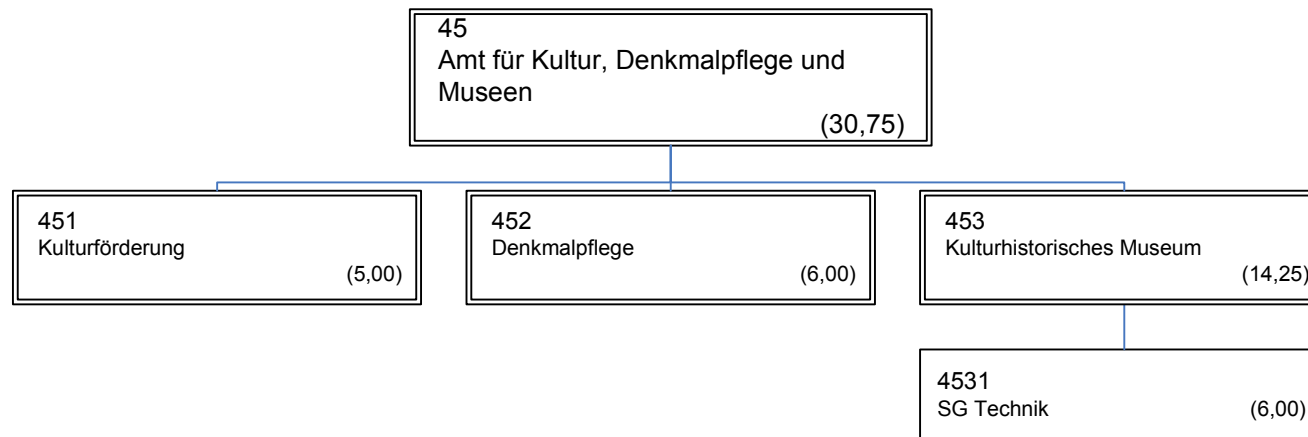 45
Amt für Kultur, Denkmalpflege und
Museen
(30,75)
451
Kulturförderung
(5,00)
452
Denkmalpflege
(6,00)
453
Kulturhistorisches Museum
(14,25)
4531
SG Technik (6,00)